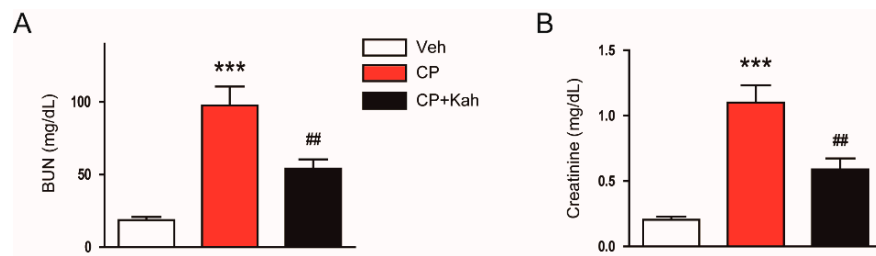 A
BUN (mg/dL)
100
50
0
***
##
Veh
CP
CP+Kah
B
Creatinine (mg/dL)
1.5
1.0
0.5
0.0
***
##